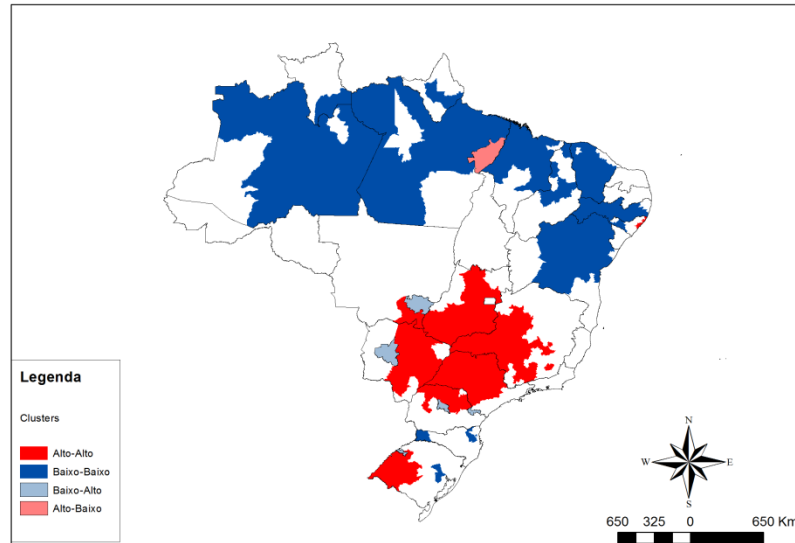 Legenda
Clusters
Alto-Alto
Baixo-Baixo
Baixo-Alto
Alto-Baixo
N
W E
S
650 325 0 650 Km